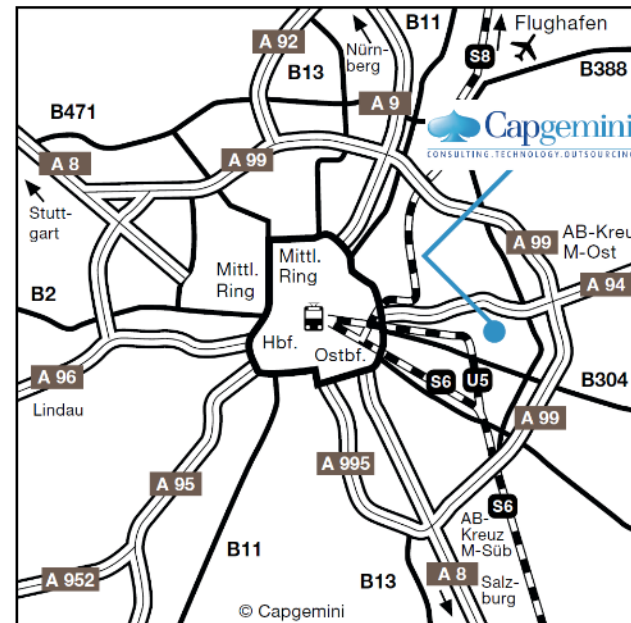 A 92
B11
Flughafen
Nürn-
berg
B13
S8
B388
B471
A 9
Capgemini
CONSULTING.TECHNOLOGY.OUTSOURCING
A 8
A 99
Stutt-
gart
A 99
AB-Kreu
M-Ost
Mittl.
Ring
Mittl.
Ring
A 94
B2
Hbf.
Ostbf.
A 96
S6
U5
B304
Lindau
A 99
A 995
A 95
S6
AB-
Kreuz
M-Süb
B11
A 952
B13
A 8
Salz-
burg
© Capgemini